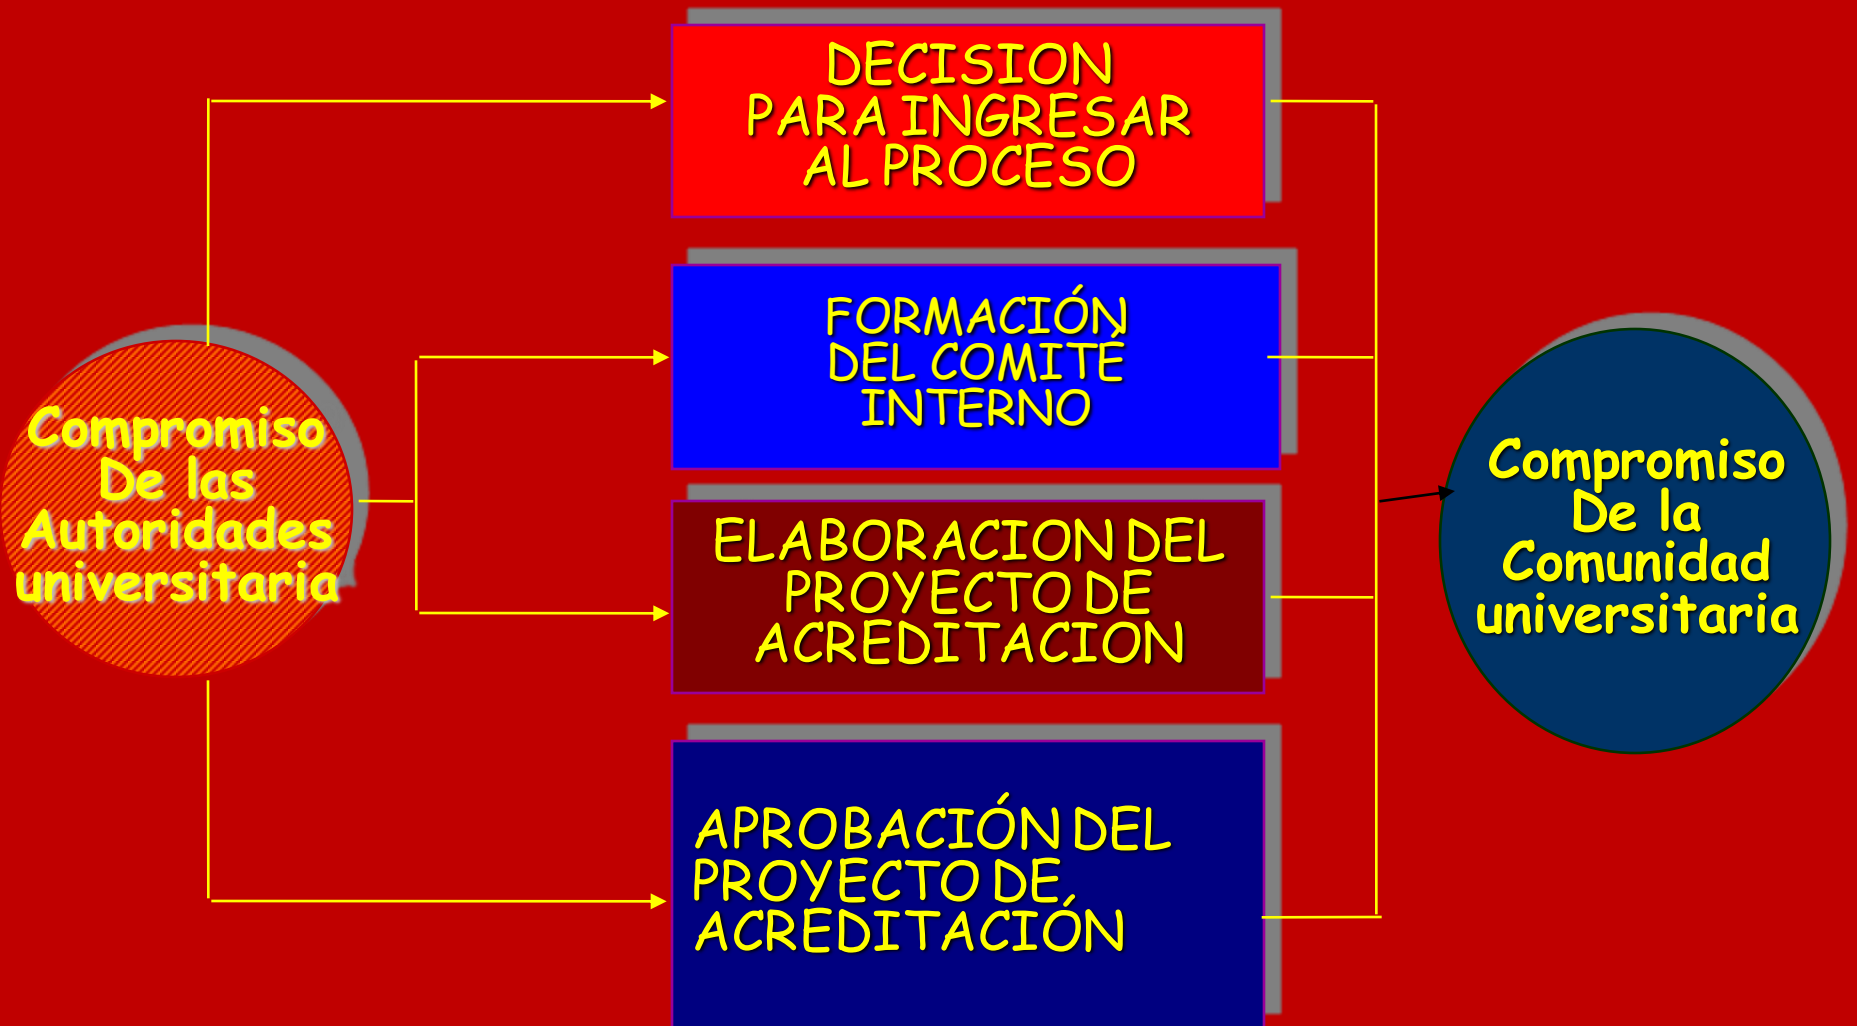 DECISION
PARA INGRESAR
AL PROCESO
FORMACIÓN
DEL COMITÉ
INTERNO
Compromiso
De las
Autoridades
universitaria
ELABORACION DEL
PROYECTO DE
ACREDITACION
APROBACIÓN DEL
PROYECTO DE
ACREDITACIÓN
Compromiso
De la
Comunidad
universitaria